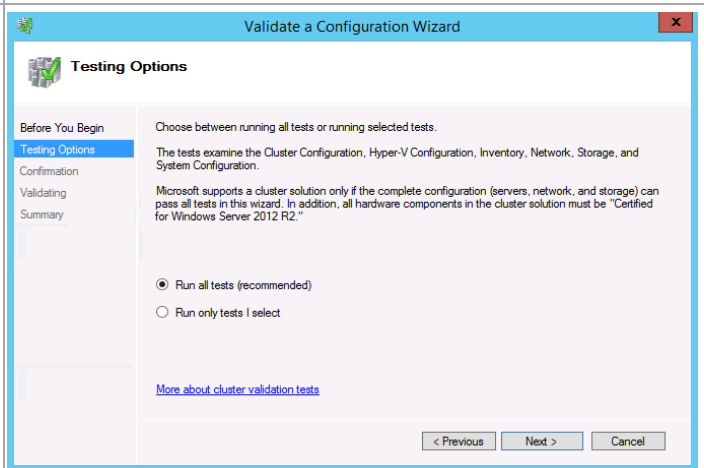 Validate a Configuration Wizard
x
Testing Options
Before You Begin
Testing Options
Confirmation
Validating
Summary
Choose between running all tests or running selected tests.
The tests examine the Cluster Configuration, Hyper-V Configuration, Inventory, Network, Storage, and
System Configuration.
Microsoft supports a cluster solution only if the complete configuration (servers, network, and storage) can
pass all tests in this wizard. In addition, all hardware components in the cluster solution must be "Certified
for Windows Server 2012 R2."
Run all tests (recommended)
Run only tests I select
More about cluster validation tests
< Previous
Next >
Cancel